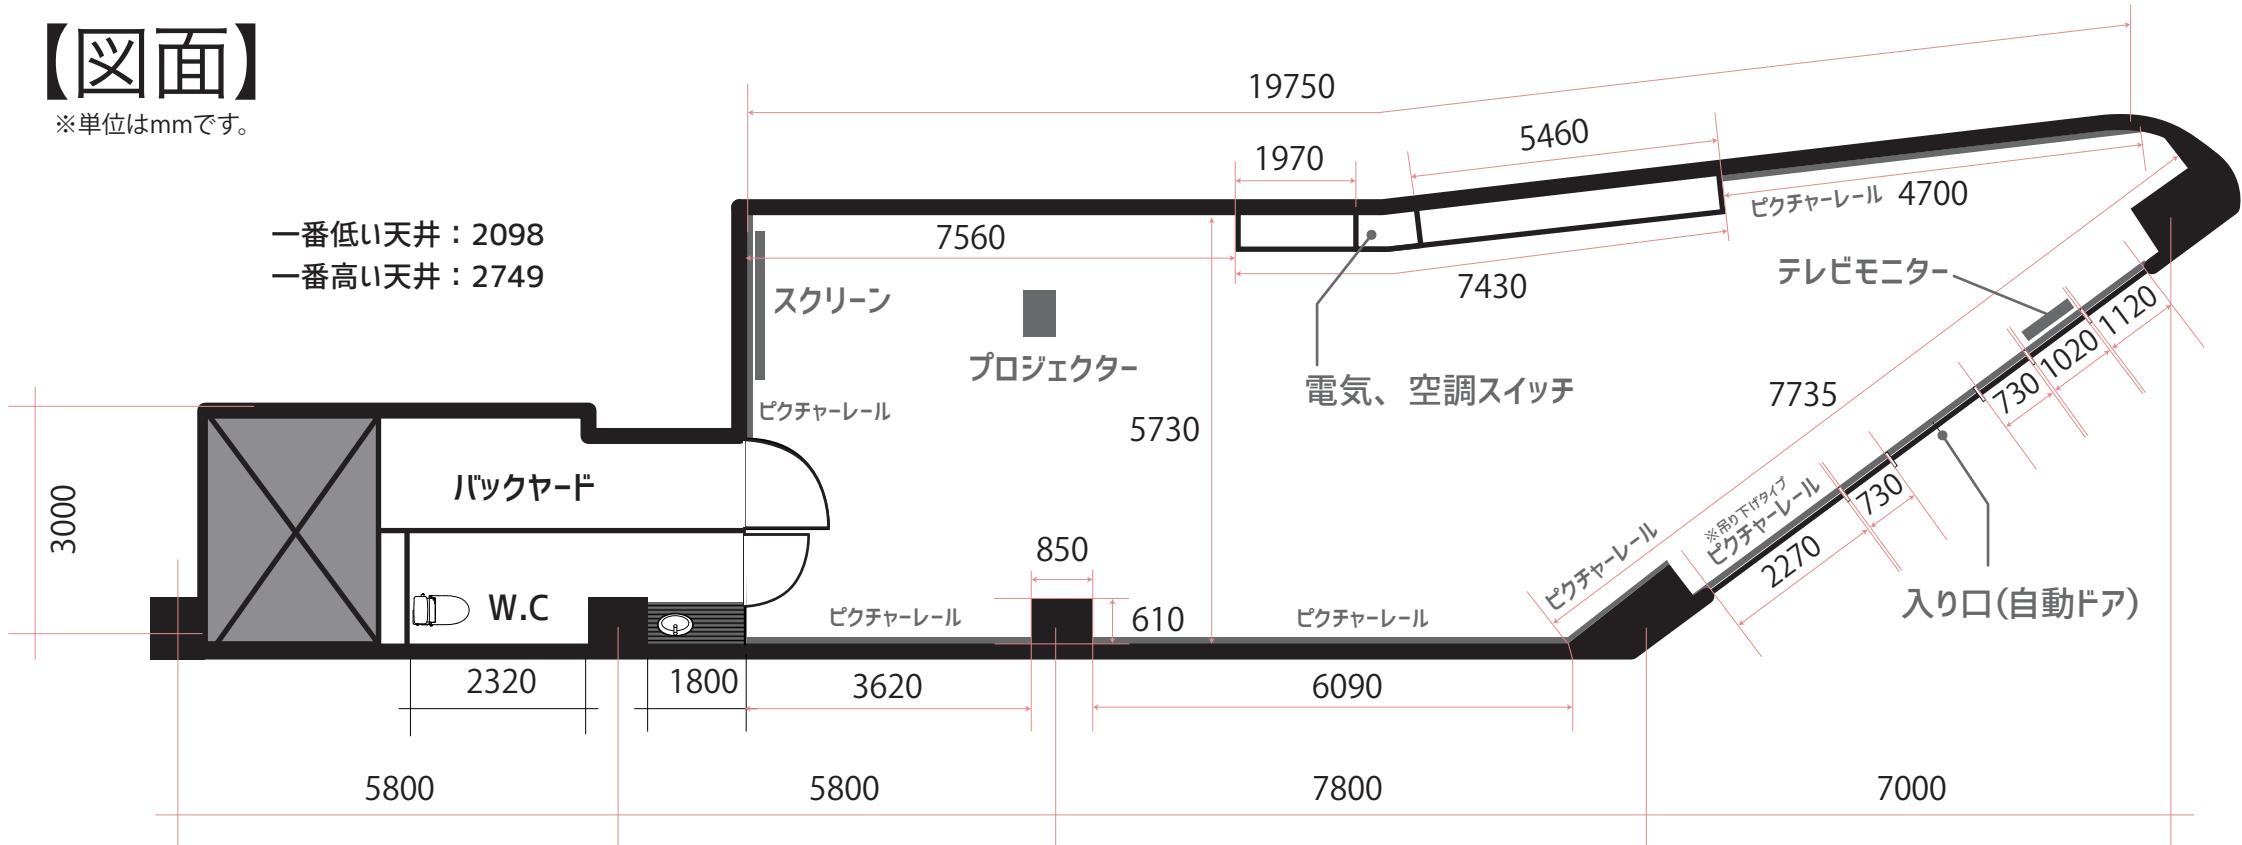 【図面】
※単位はmmです。
一番低い天井：2098
一番高い天井：2749
19750
5460
1970
ピクチャーレール 4700
7560
7430
テレビモニター
スクリーン
プロジェクター
電気、空調スイッチ
ピクチャーレール
5730
7735
1120
1020
730
730
2270
※吊り下げタイプ
ピクチャーレール
ピクチャーレール
入り口(自動ドア)
3000
バックヤード
W.C
850
610
ピクチャーレール
ピクチャーレール
2320
1800
3620
6090
5800
5800
7800
7000